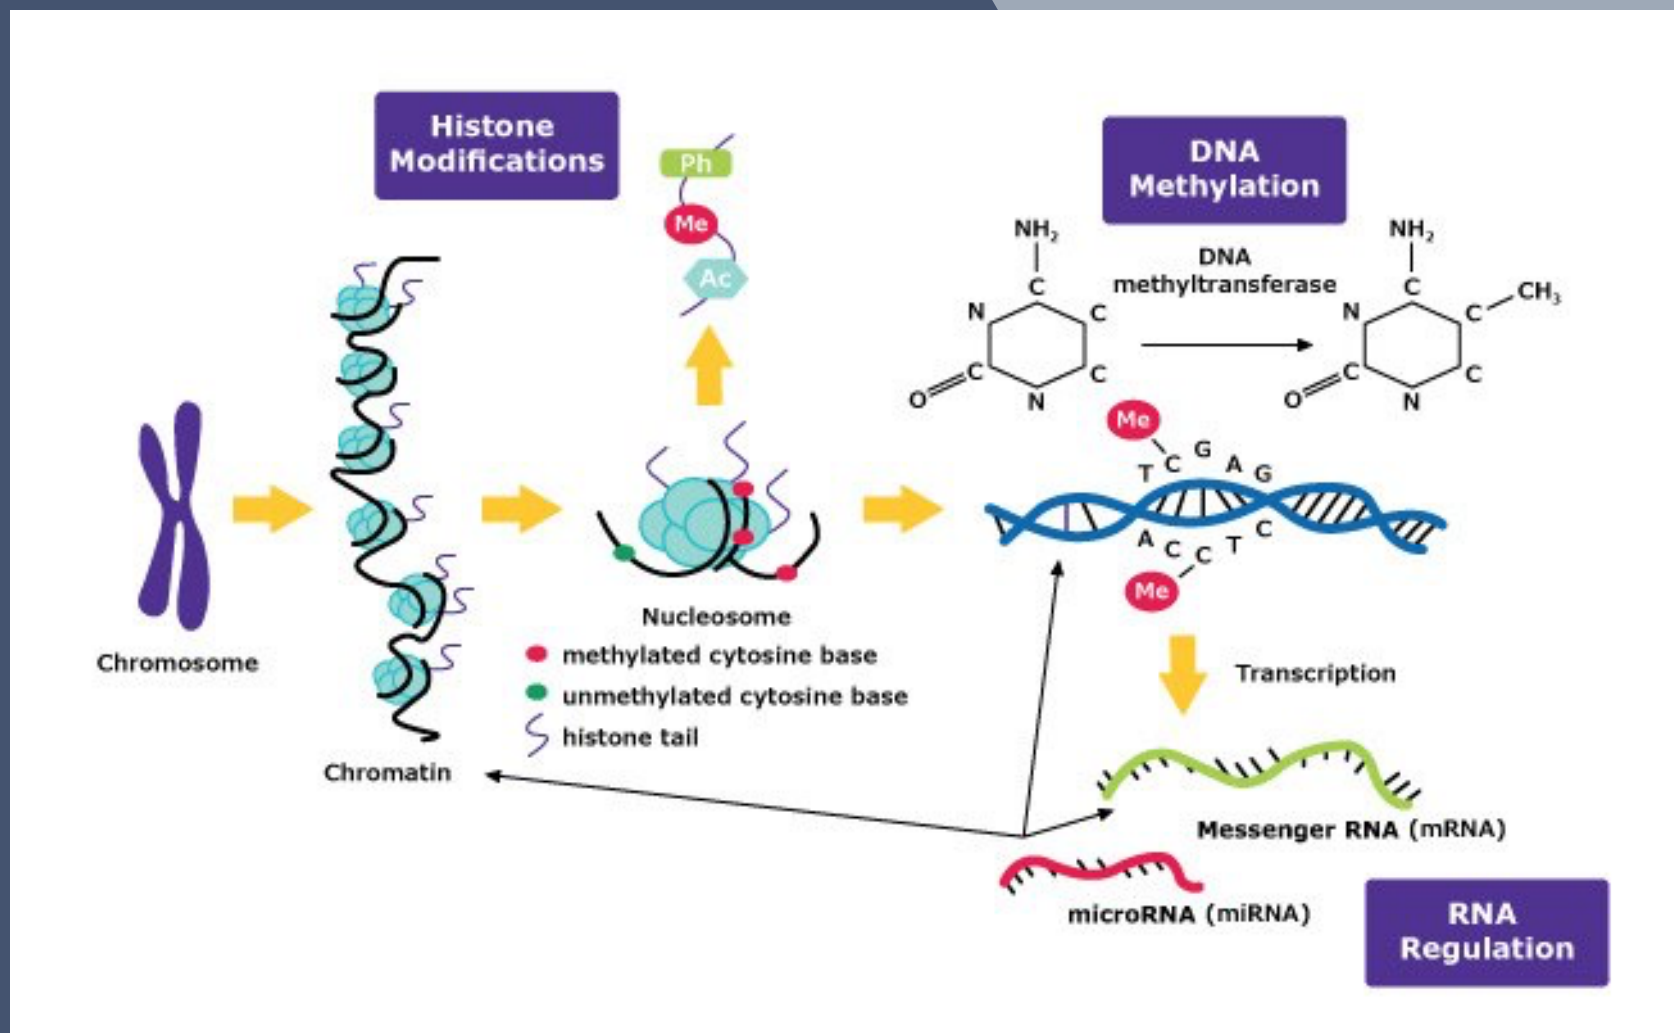 Histone
Modifications
Ph
Me
Ac
Chromosome
Chromatin
Nucleosome
methylated cytosine base
unmethylated cytosine base
histone tail
DNA
Methylation
NH₂
C
N
C
C
C
N
O
DNA
methyltransferase
NH₂
C
N
C
CH₃
C
C
N
O
Me
T C G A G
A C C T C
Me
Transcription
Messenger RNA (mRNA)
microRNA (miRNA)
RNA
Regulation